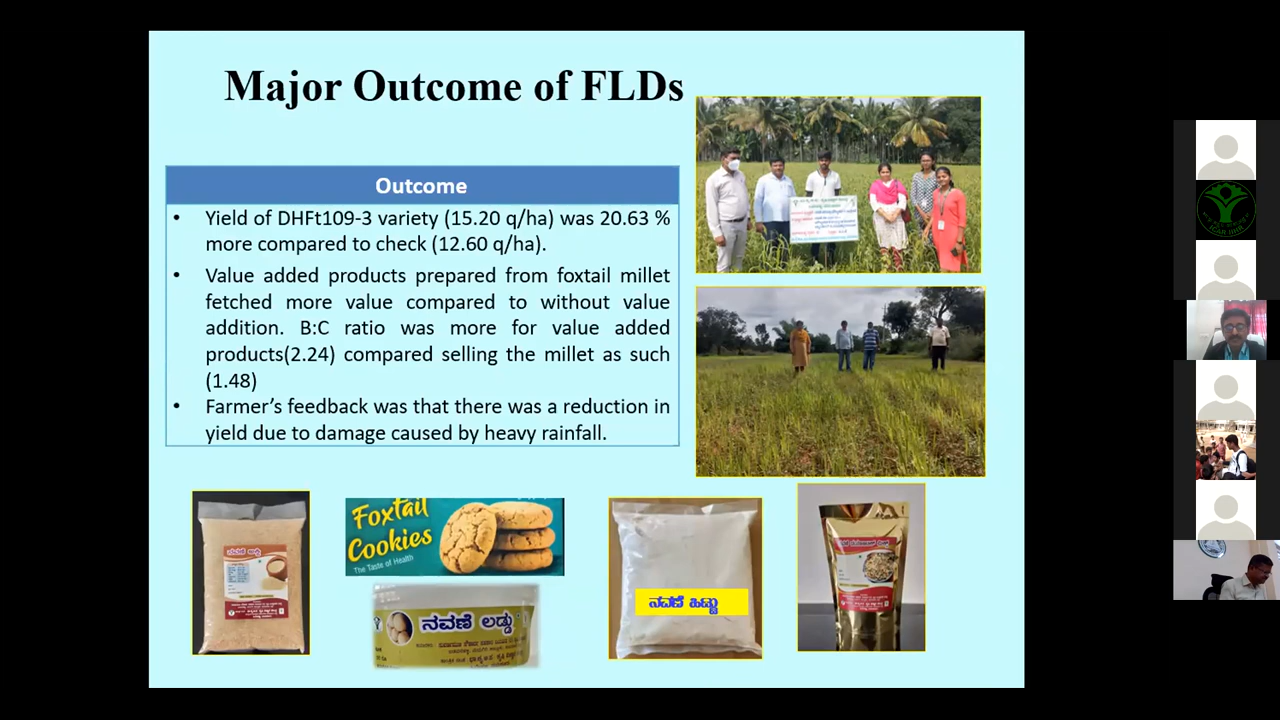 Major Outcome of FLDs
Outcome
• Yield of DHFt109-3 variety (15.20 q/ha) was 20.63 %
more compared to check (12.60 q/ha).
• Value added products prepared from foxtail millet
fetched more value compared to without value
addition. B:C ratio was more for value added
products(2.24) compared selling the millet as such
(1.48)
• Farmer's feedback was that there was a reduction in
yield due to damage caused by heavy rainfall.
Foxtail
Cookies
The Taste of Health
ನವಣೆ ಲಡ್ಡು
ನವಣೆ ಹಿಟ್ಟು